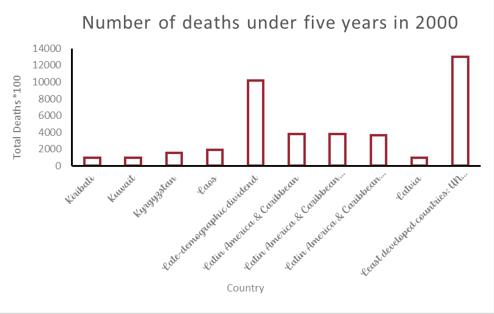 Number of deaths under five years in 2000
Total Deaths *100
14000
12000
10000
8000
6000
4000
2000
0
Kiribati
Kuwait
Kyrgyzstan
Laos
Late-demographic dividend
Latin America & Caribbean
Latin America & Caribbean...
Latin America & Caribbean...
Latvia
Least developed countries: UN...
Country